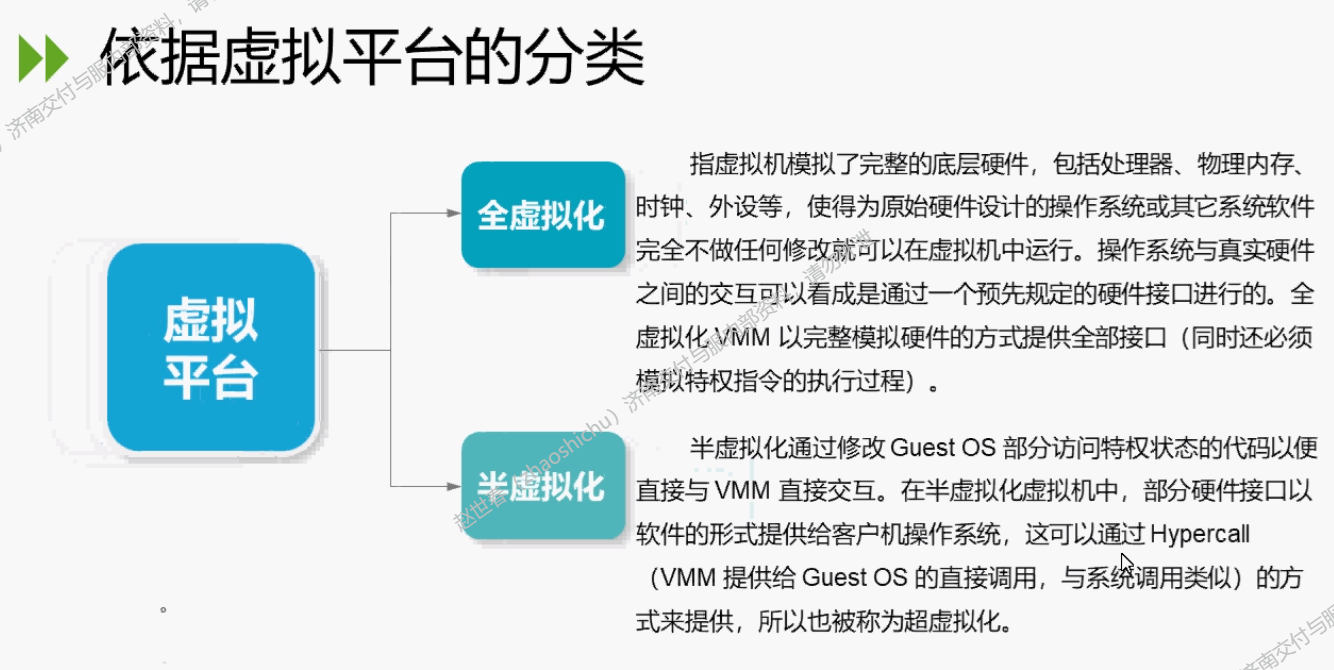 依据虚拟平台的分类
虚拟
平台
全虚拟化
指虚拟机模拟了完整的底层硬件，包括处理器、物理内存、
时钟、外设等，使得为原始硬件设计的操作系统或其它系统软件
完全不做任何修改就可以在虚拟机中运行。操作系统与真实硬件
之间的交互可以看成是通过一个预先规定的硬件接口进行的。全
虚拟化 VMM 以完整模拟硬件的方式提供全部接口（同时还必须
模拟特权指令的执行过程）。
半虚拟化
半虚拟化通过修改 Guest OS 部分访问特权状态的代码以便
直接与 VMM 直接交互。在半虚拟化虚拟机中，部分硬件接口以
软件的形式提供给客户机操作系统，这可以通过 Hypercall
（VMM 提供给 Guest OS 的直接调用，与系统调用类似）的方
式来提供，所以也被称为超虚拟化。
。
）济南交付与服内部资料，请
（zhaoshichu）济南交付与服内部资料，请勿外泄
济南交付与服